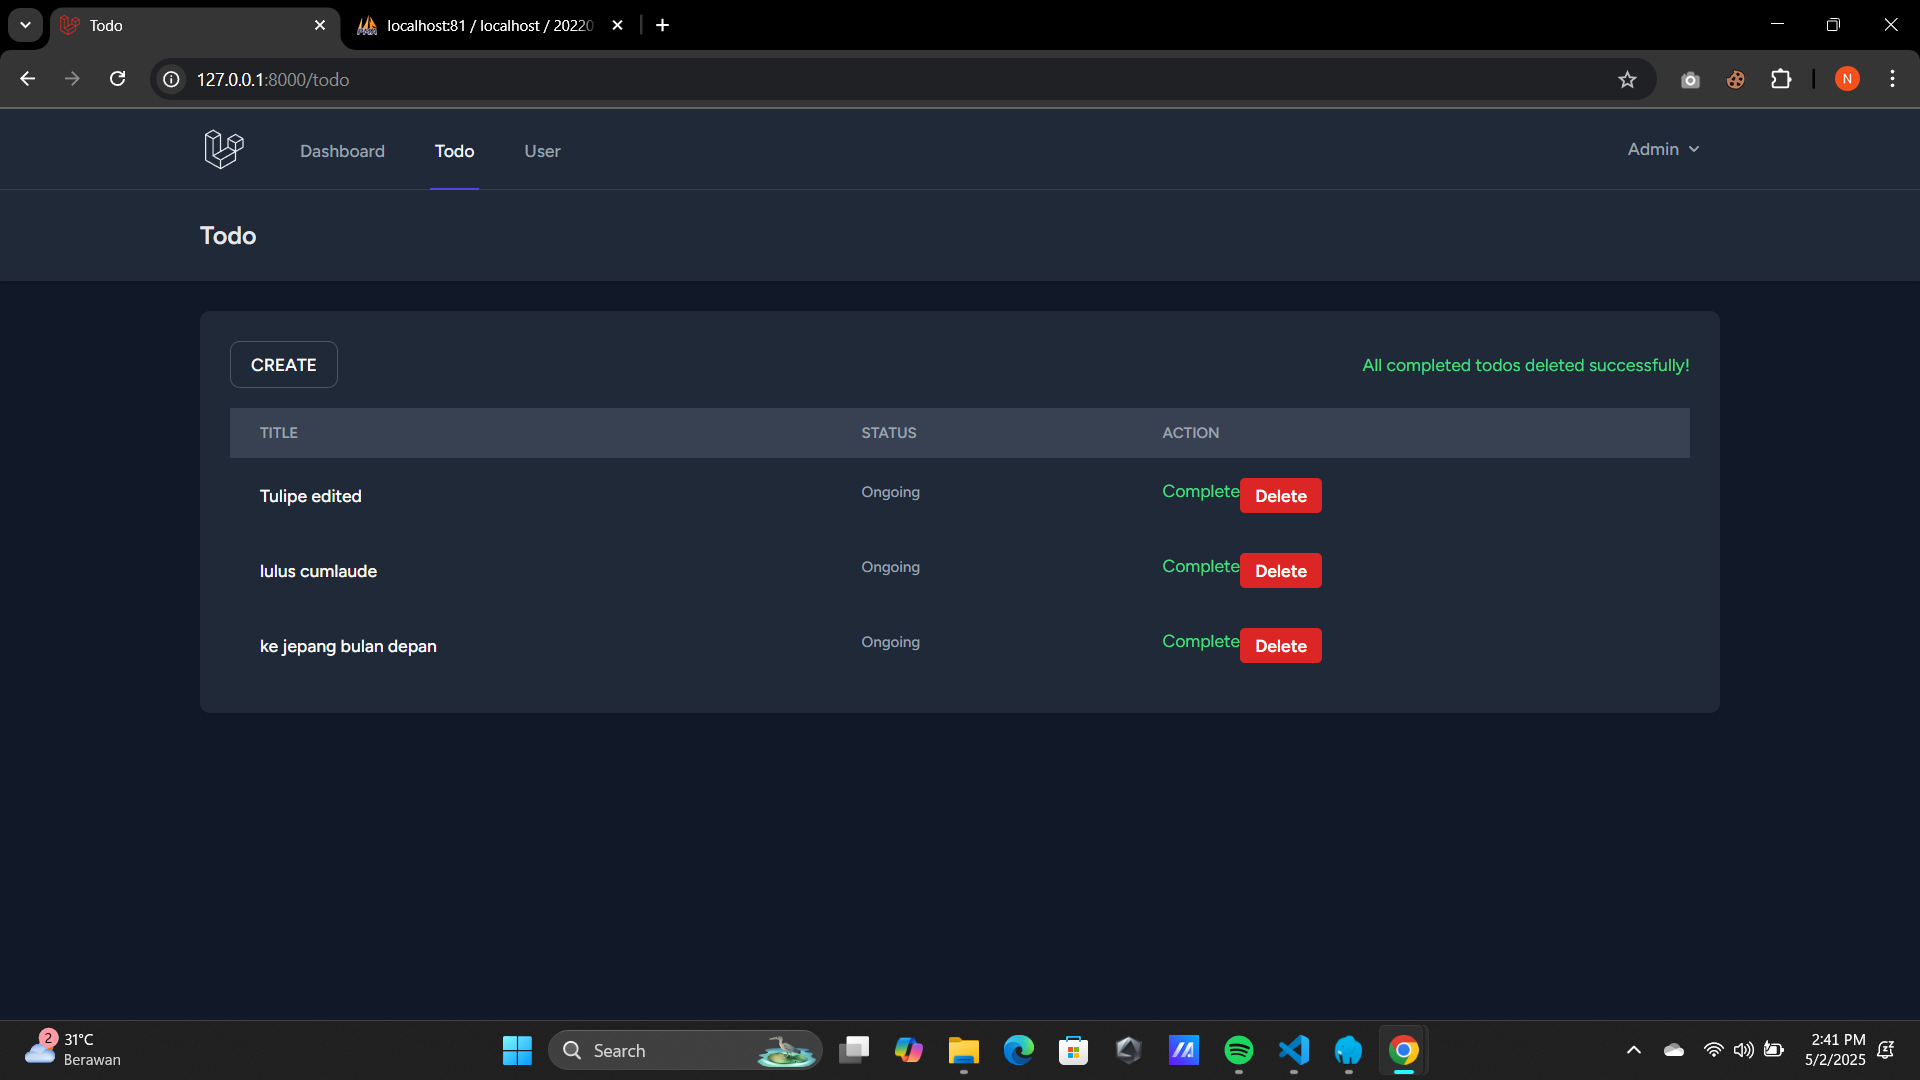 Todo
localhost:81 / localhost / 20220
127.0.0.1:8000/todo
N
Dashboard Todo User Admin
Todo
CREATE All completed todos deleted successfully!
TITLE STATUS ACTION
Tulipe edited Ongoing Complete Delete
lulus cumlaude Ongoing Complete Delete
ke jepang bulan depan Ongoing Complete Delete
2 31°C
Berawan
Search
2:41 PM
5/2/2025